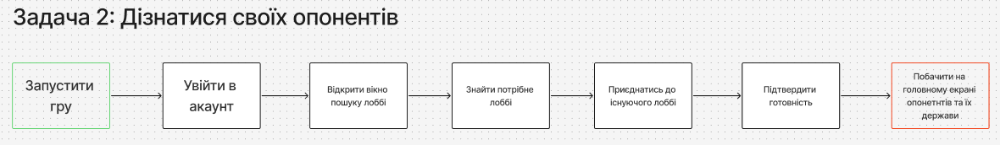 Задача 2: Дізнатися своїх опонентів
Запустити
гру
Увійти в
акаунт
Відкрити вікно
пошуку лоббі
Знайти потрібне
лоббі
Приєднатись до
існуючого лоббі
Підтвердити
готовність
Побачити на
головному екрані
опонетнтів та їх
держави